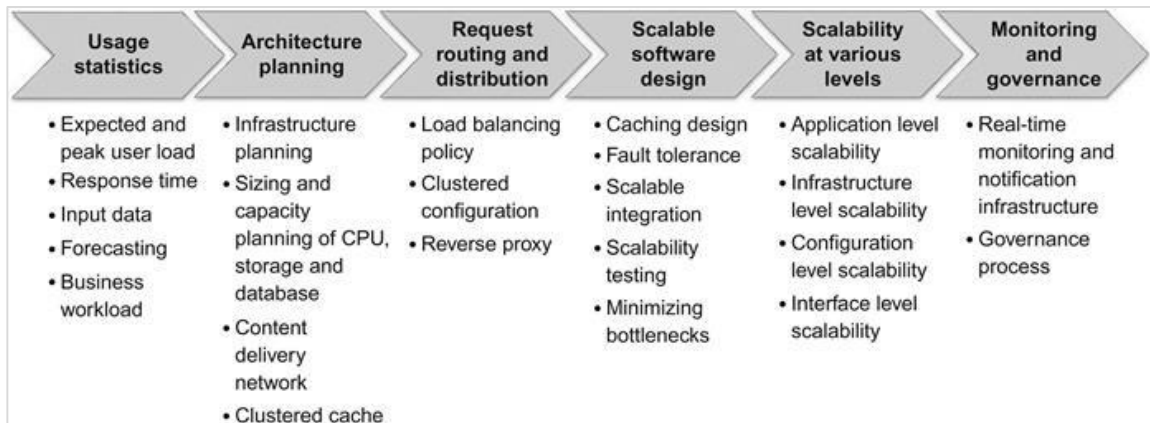 Usage
statistics
Architecture
planning
Request
routing and
distribution
Scalable
software
design
Scalability
at various
levels
Monitoring
and
governance
• Expected and
peak user load
• Response time
• Input data
• Forecasting
• Business
workload
• Infrastructure
planning
• Sizing and
capacity
planning of CPU,
storage and
database
• Content
delivery
network
• Clustered cache
• Load balancing
policy
• Clustered
configuration
• Reverse proxy
• Caching design
• Fault tolerance
• Scalable
integration
• Scalability
testing
• Minimizing
bottlenecks
• Application level
scalability
• Infrastructure
level scalability
• Configuration
level scalability
• Interface level
scalability
• Real-time
monitoring and
notification
infrastructure
• Governance
process